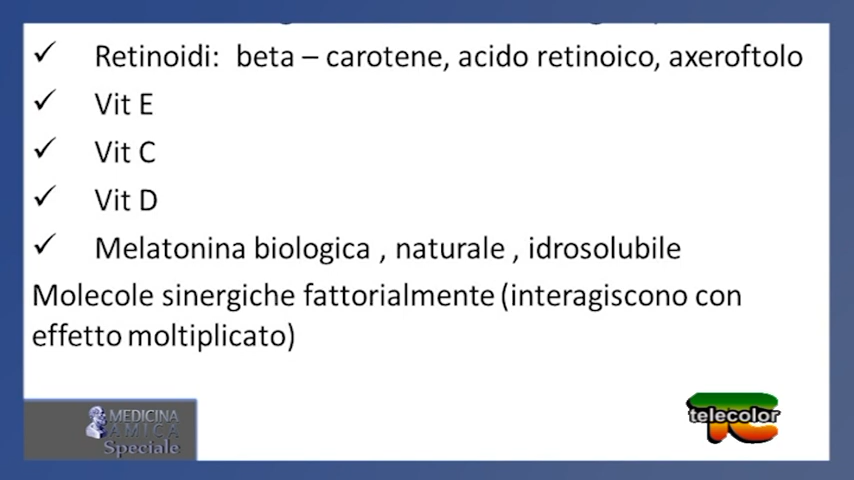 ✓ Retinoidi: beta – carotene, acido retinoico, axeroftolo
✓ Vit E
✓ Vit C
✓ Vit D
✓ Melatonina biologica , naturale , idrosolubile
Molecole sinergiche fattorialmente (interagiscono con
effetto moltiplicato)
MEDICINA
AMICA
Speciale
telecolor